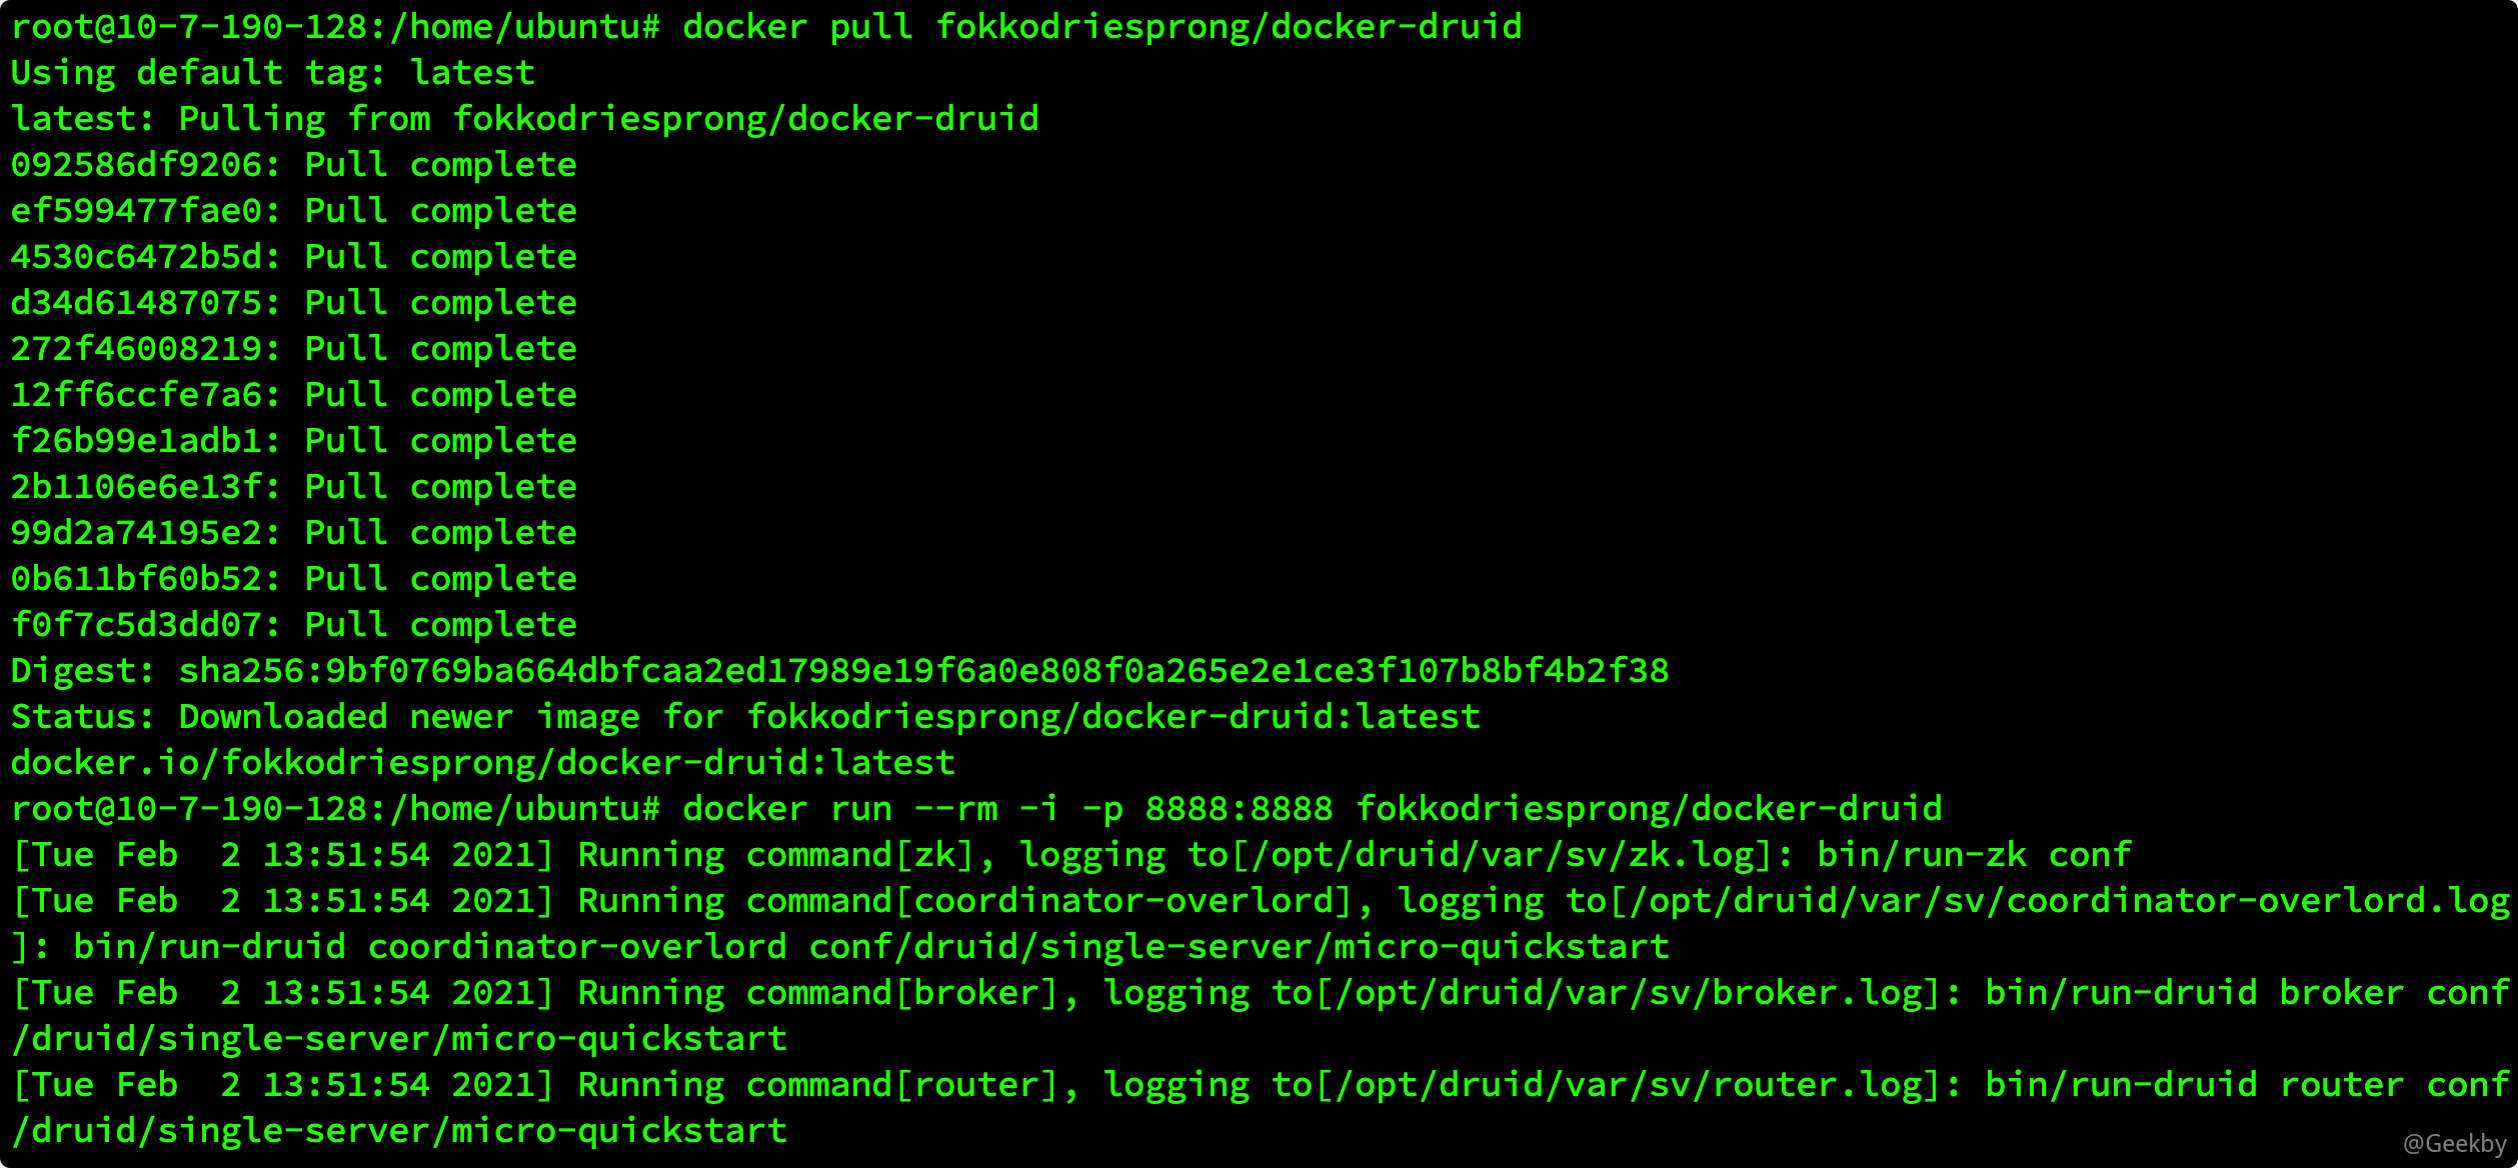 root@10-7-190-128:/home/ubuntu# docker pull fokkodriesprong/docker-druid
Using default tag: latest
latest: Pulling from fokkodriesprong/docker-druid
092586df9206: Pull complete
ef599477fae0: Pull complete
4530c6472b5d: Pull complete
d34d61487075: Pull complete
272f46008219: Pull complete
12ff6ccfe7a6: Pull complete
f26b99e1adb1: Pull complete
2b1106e6e13f: Pull complete
99d2a74195e2: Pull complete
0b611bf60b52: Pull complete
f0f7c5d3dd07: Pull complete
Digest: sha256:9bf0769ba664dbfcaa2ed17989e19f6a0e808f0a265e2e1ce3f107b8bf4b2f38
Status: Downloaded newer image for fokkodriesprong/docker-druid:latest
docker.io/fokkodriesprong/docker-druid:latest
root@10-7-190-128:/home/ubuntu# docker run --rm -i -p 8888:8888 fokkodriesprong/docker-druid
[Tue Feb  2 13:51:54 2021] Running command[zk], logging to[/opt/druid/var/sv/zk.log]: bin/run-zk conf
[Tue Feb  2 13:51:54 2021] Running command[coordinator-overlord], logging to[/opt/druid/var/sv/coordinator-overlord.log
]: bin/run-druid coordinator-overlord conf/druid/single-server/micro-quickstart
[Tue Feb  2 13:51:54 2021] Running command[broker], logging to[/opt/druid/var/sv/broker.log]: bin/run-druid broker conf
/druid/single-server/micro-quickstart
[Tue Feb  2 13:51:54 2021] Running command[router], logging to[/opt/druid/var/sv/router.log]: bin/run-druid router conf
/druid/single-server/micro-quickstart
@Geekby